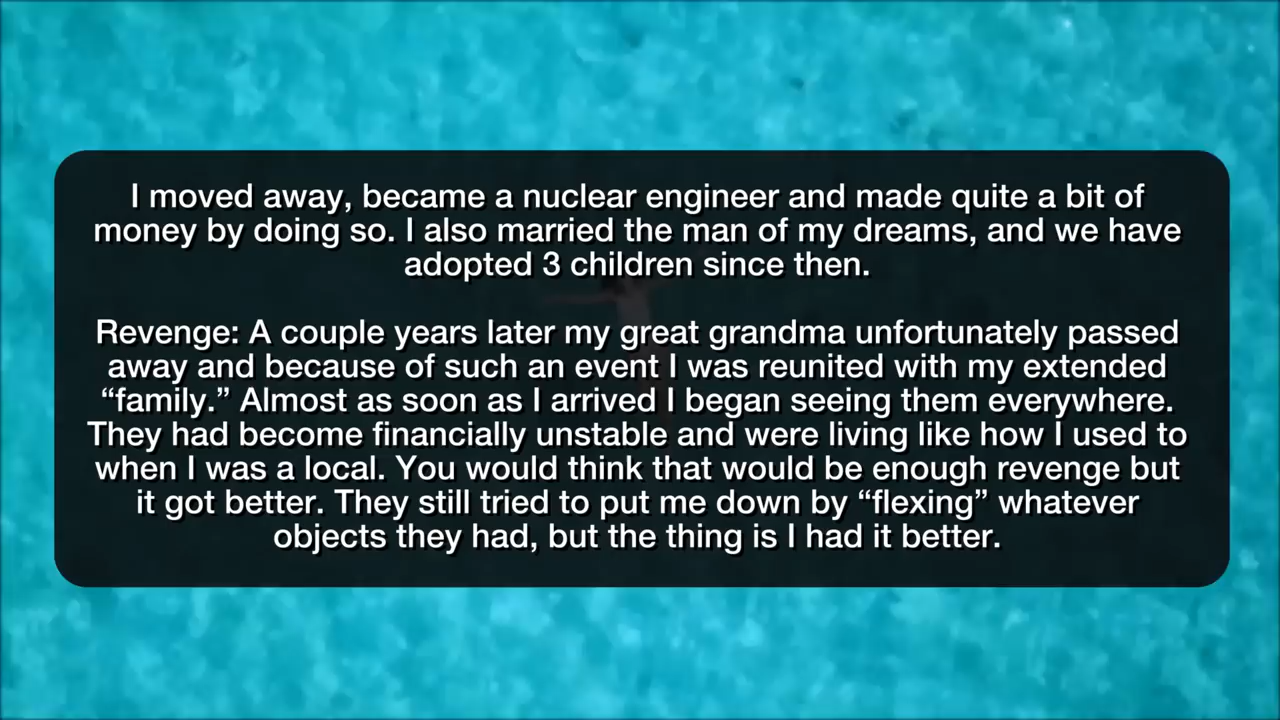 I moved away, became a nuclear engineer and made quite a bit of
money by doing so. I also married the man of my dreams, and we have
adopted 3 children since then.
Revenge: A couple years later my great grandma unfortunately passed
away and because of such an event I was reunited with my extended
“family.” Almost as soon as I arrived I began seeing them everywhere.
They had become financially unstable and were living like how I used to
when I was a local. You would think that would be enough revenge but
it got better. They still tried to put me down by “flexing” whatever
objects they had, but the thing is I had it better.